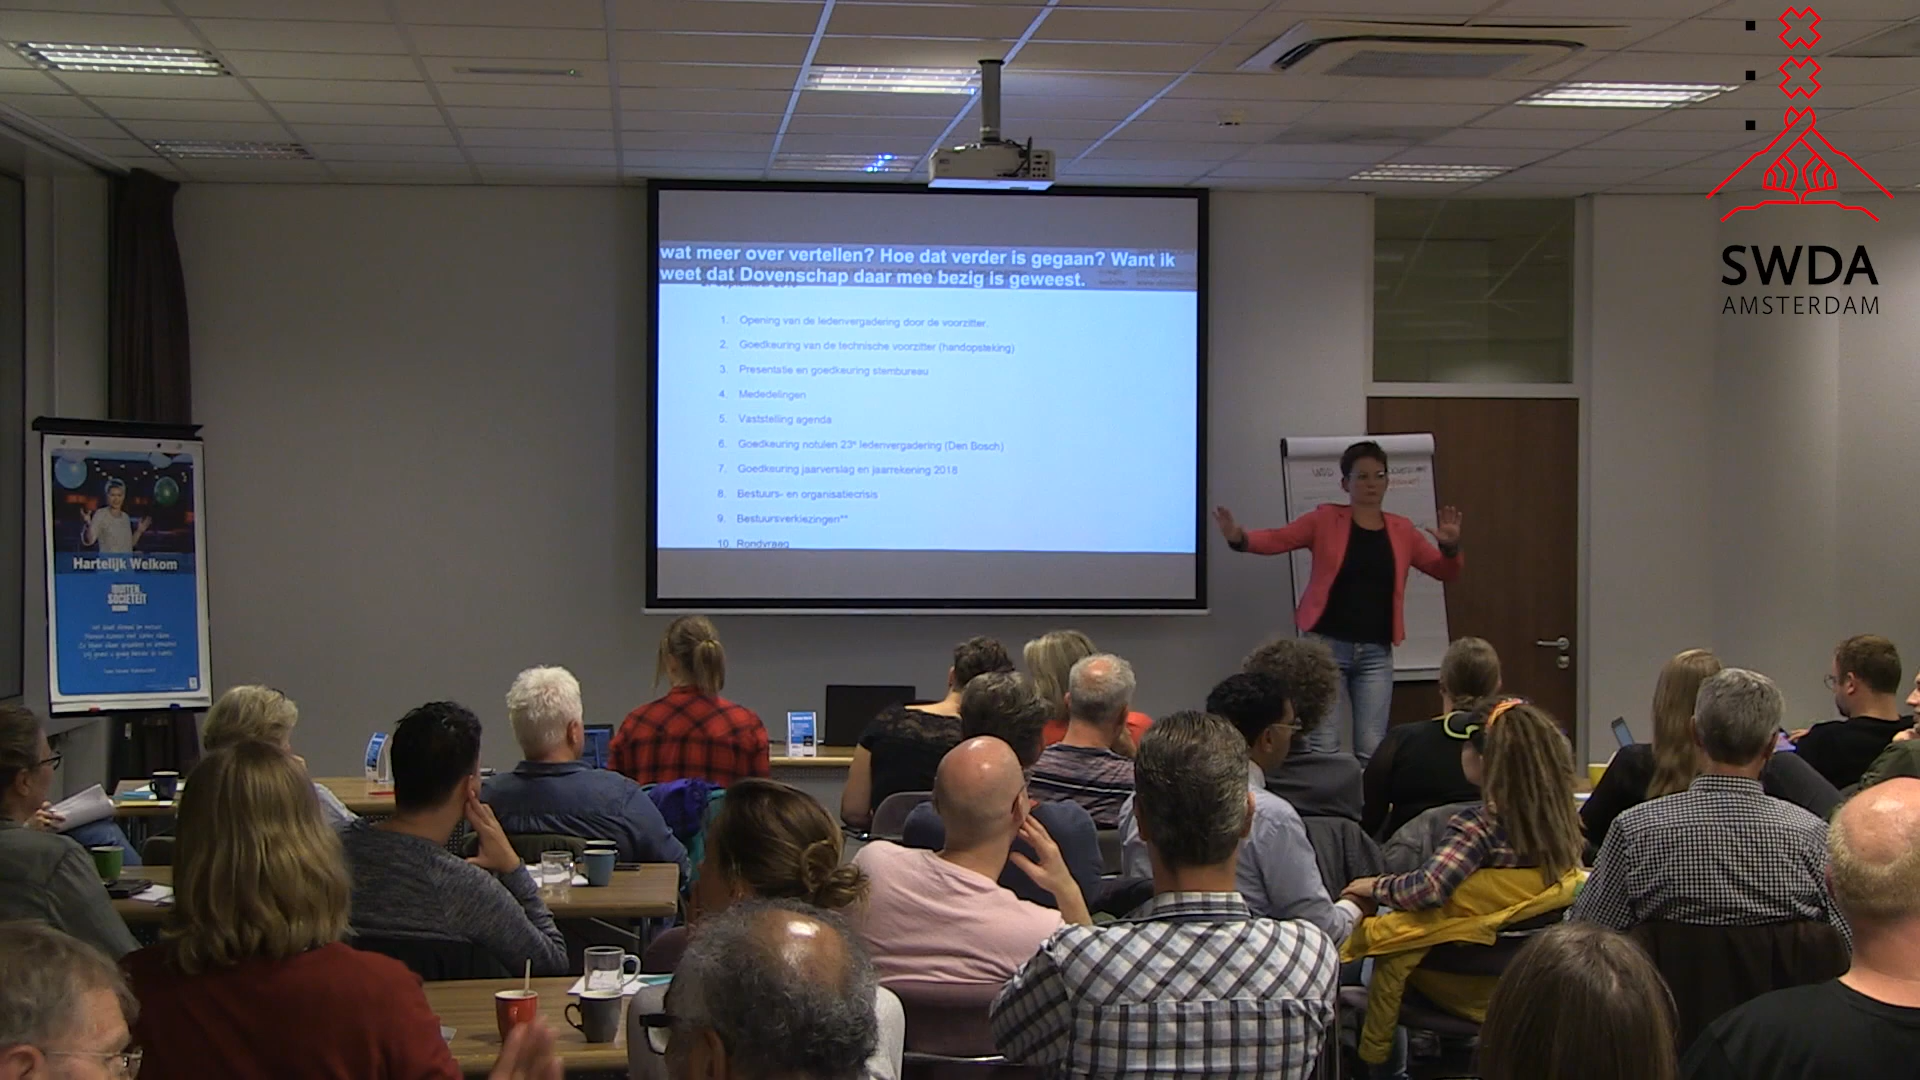 wat meer over vertellen? Hoe dat verder is gegaan? Want ik
weet dat Dovenschap daar mee bezig is geweest.
1. Opening van de ledenvergadering door de voorzitter.
2. Goedkeuring van de technische voorzitter (handopsteking)
3. Presentatie en goedkeuring stembureau
4. Mededelingen
5. Vaststelling agenda
6. Goedkeuring notulen 23e ledenvergadering (Den Bosch)
7. Goedkeuring jaarverslag en jaarrekening 2018
8. Bestuurs- en organisatiecrisis
9. Bestuursverkiezingen**
10. Rondvraag
SWDA
AMSTERDAM
Hartelijk Welkom
SOCIETEIT